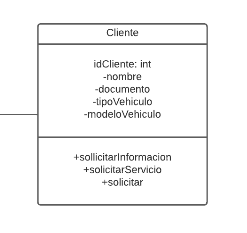 Cliente
idCliente: int
-nombre
-documento
-tipoVehiculo
-modeloVehiculo
+sollicitarInformacion
+solicitarServicio
+solicitar